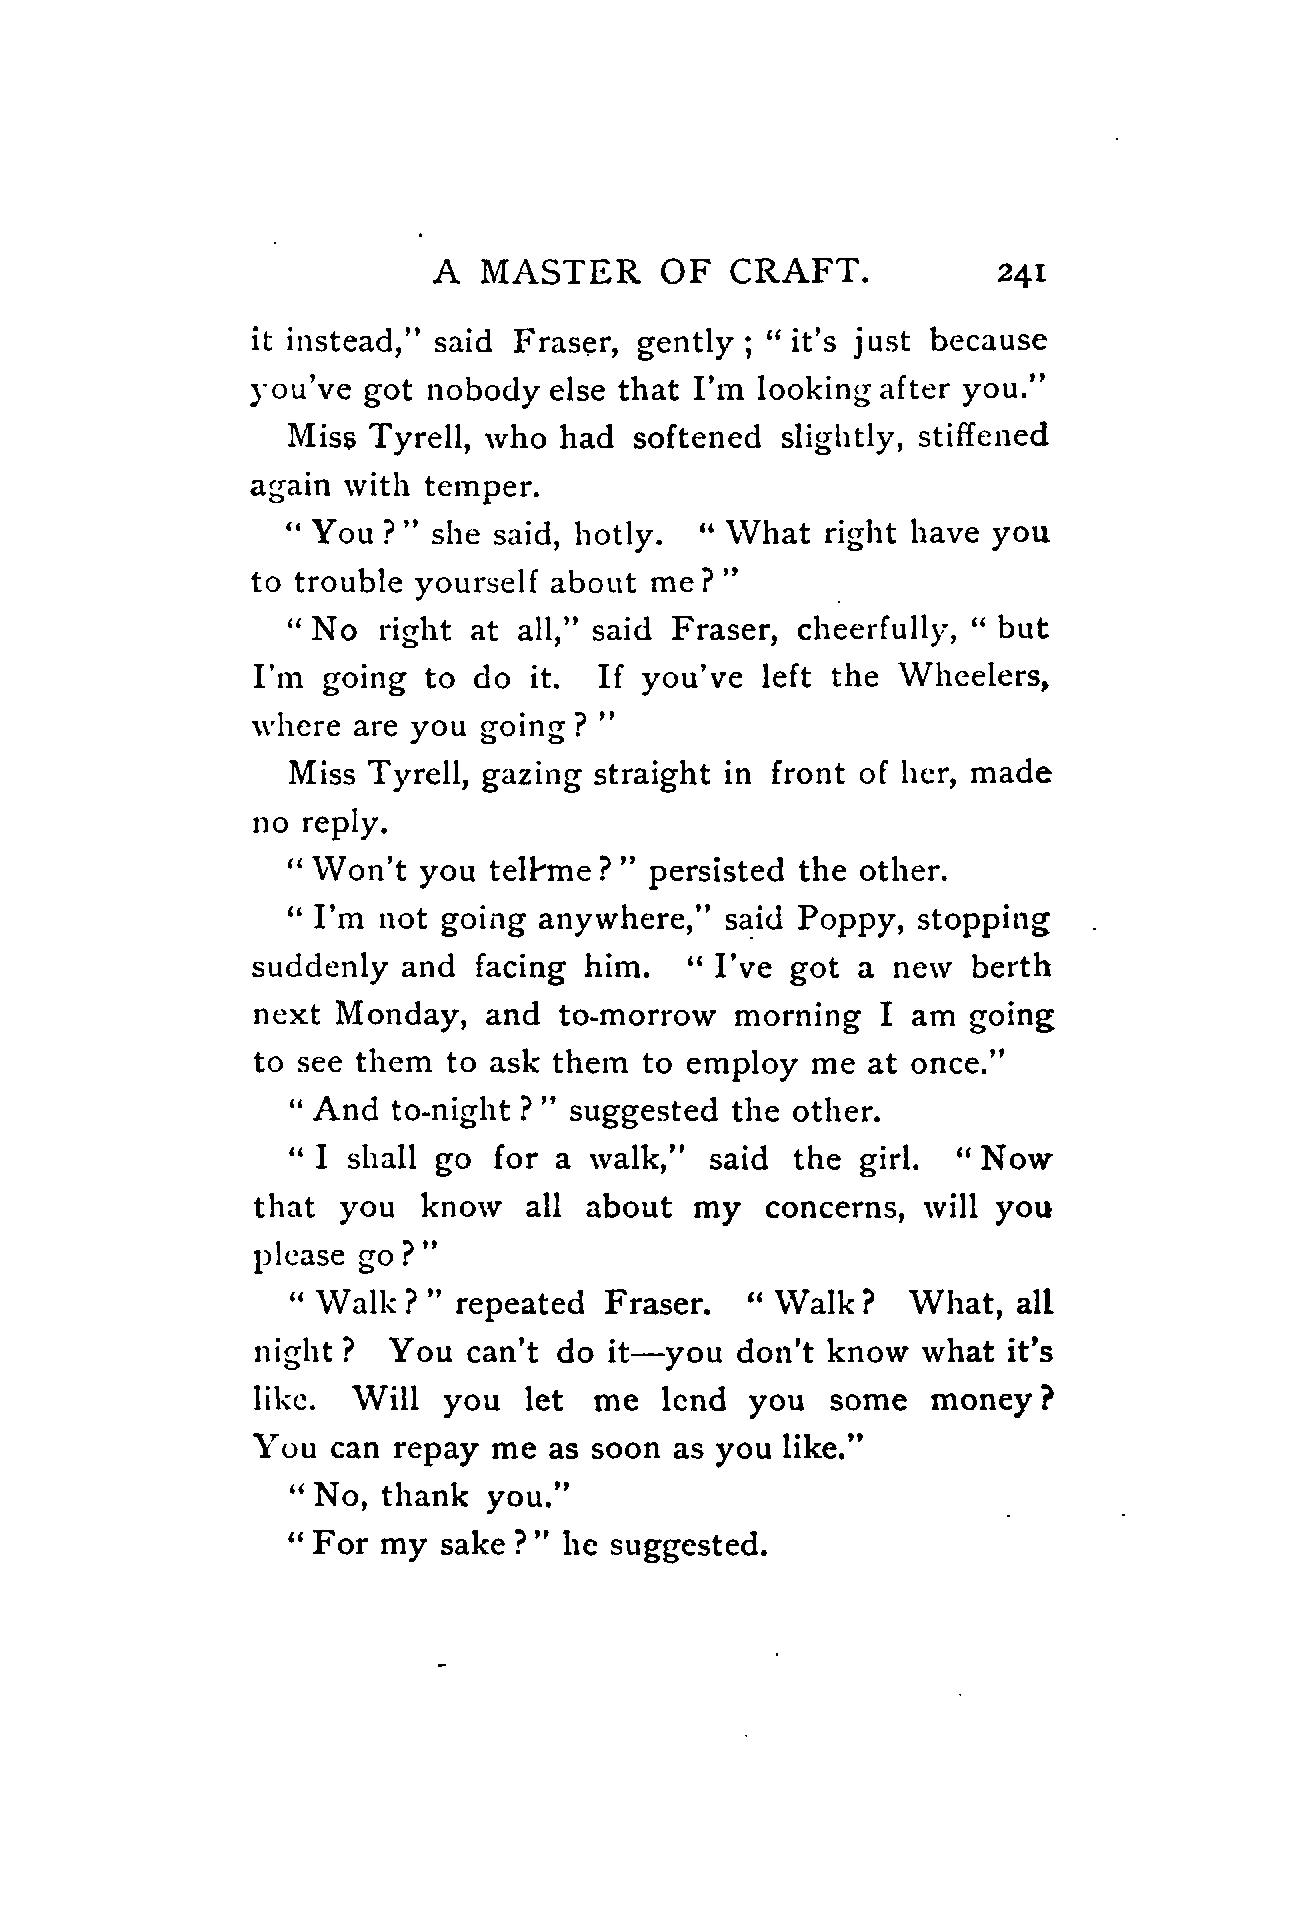 A MASTER OF CRAFT. 241
it instead," said Fraser, gently ; " it's just because
you've got nobody else that I'm looking after you."
Miss Tyrell, who had softened slightly, stiffened
again with temper.
" You ? " she said, hotly. " What right have you
to trouble yourself about me ? "
" No right at all," said Fraser, cheerfully, " but
I'm going to do it. If you've left the Wheelers,
where are you going ? "
Miss Tyrell, gazing straight in front of her, made
no reply.
" Won't you tell me ? " persisted the other.
" I'm not going anywhere," said Poppy, stopping
suddenly and facing him. " I've got a new berth
next Monday, and to-morrow morning I am going
to see them to ask them to employ me at once."
" And to-night ? " suggested the other.
" I shall go for a walk," said the girl. " Now
that you know all about my concerns, will you
please go ? "
" Walk ? " repeated Fraser. " Walk ? What, all
night ? You can't do it—you don't know what it's
like. Will you let me lend you some money ?
You can repay me as soon as you like."
" No, thank you."
" For my sake ? " he suggested.